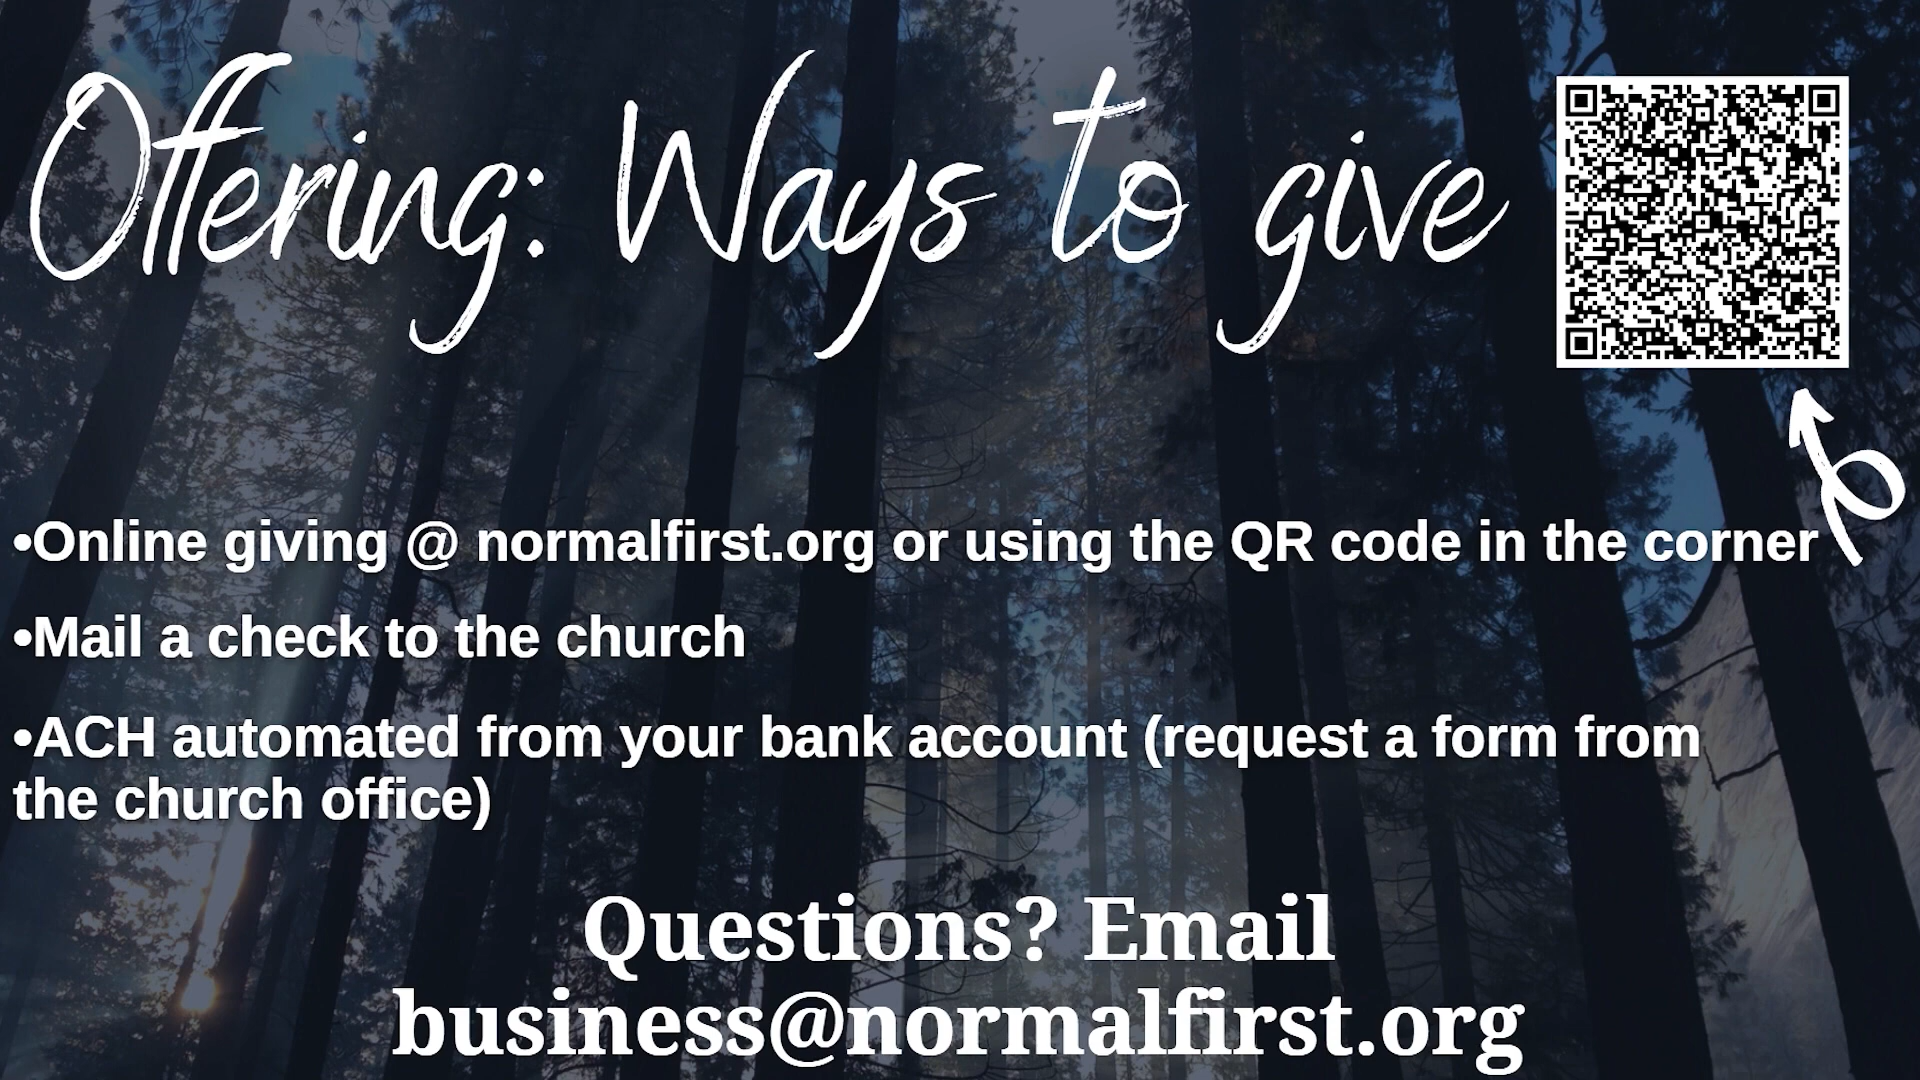 Offering: Ways to give
•Online giving @ normalfirst.org or using the QR code in the corner
•Mail a check to the church
•ACH automated from your bank account (request a form from
the church office)
Questions? Email
business@normalfirst.org